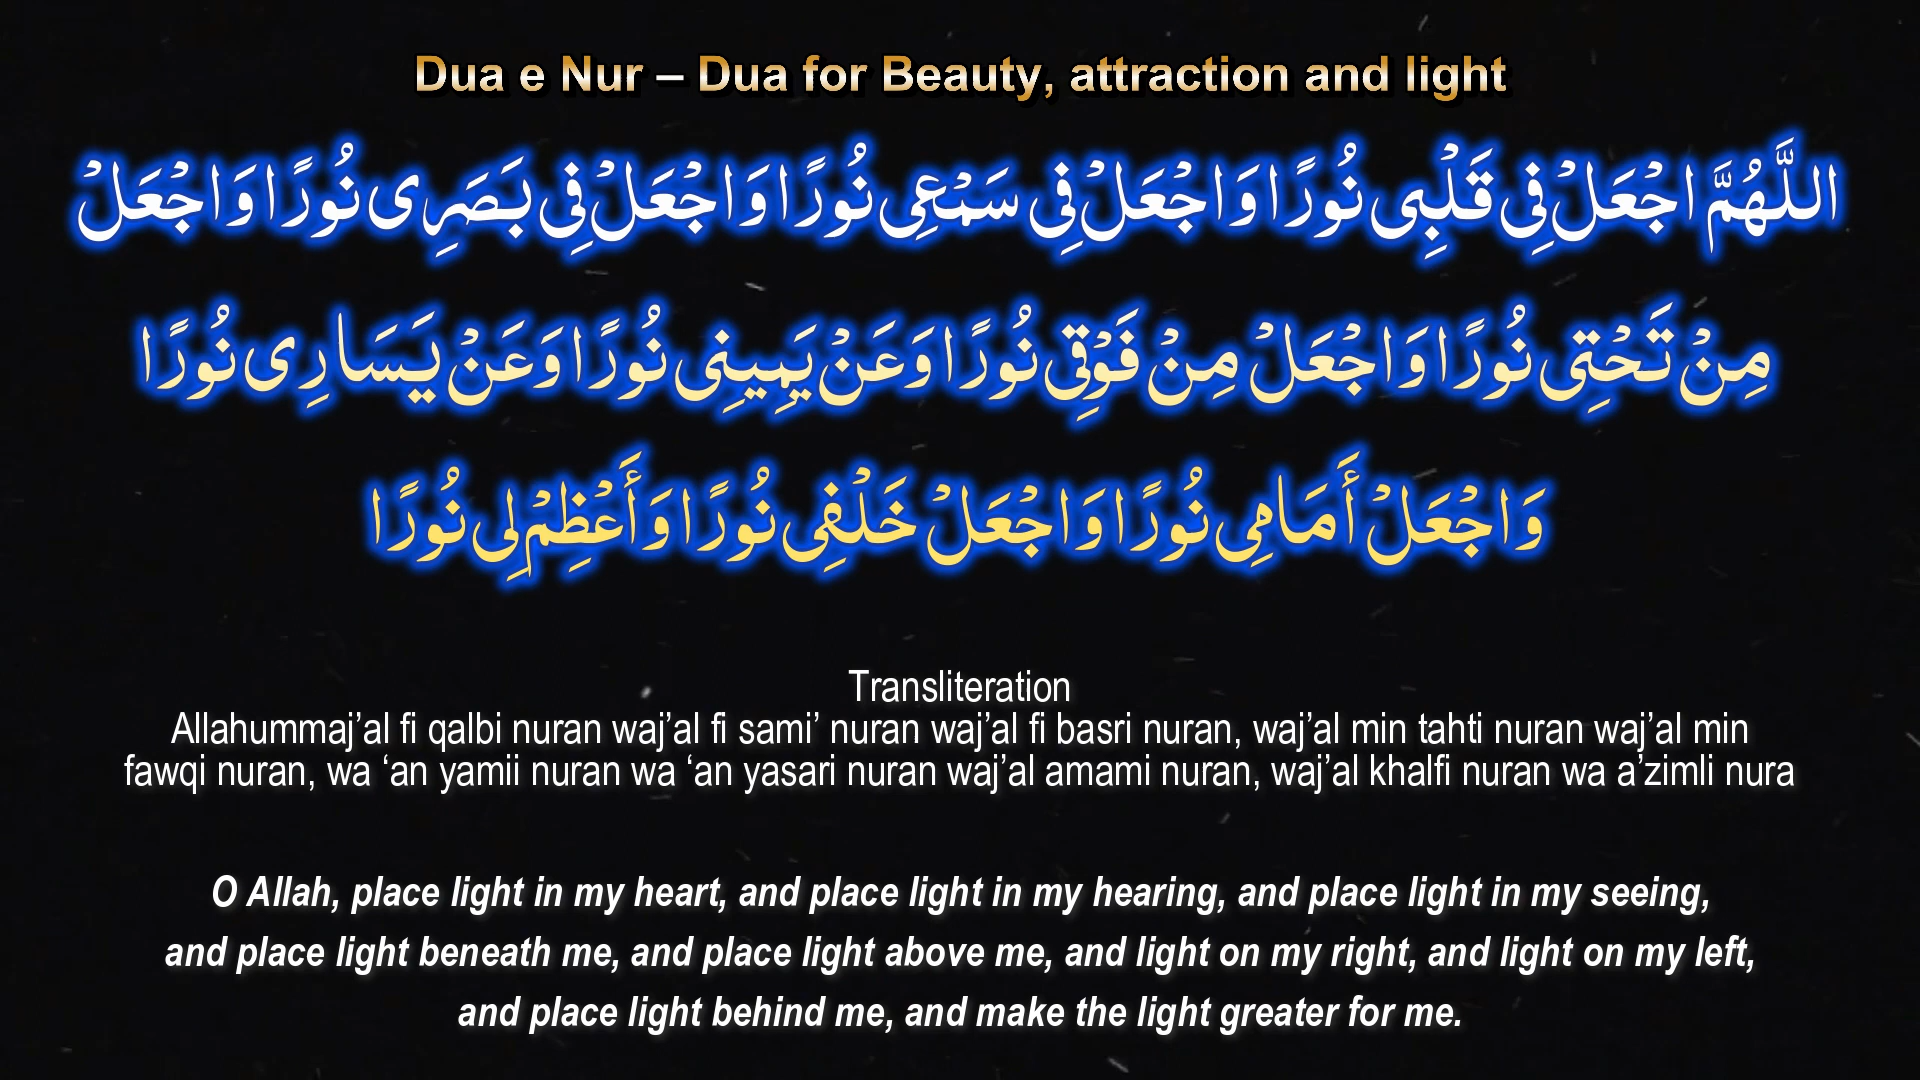 Dua e Nur – Dua for Beauty, attraction and light
اللَّهُمَّ اجْعَلْ فِي قَلْبِي نُورًا وَاجْعَلْ فِي سَمْعِي نُورًا وَاجْعَلْ فِي بَصَرِي نُورًا وَاجْعَلْ
مِنْ تَحْتِي نُورًا وَاجْعَلْ مِنْ فَوْقِي نُورًا وَعَنْ يَمِينِي نُورًا وَعَنْ يَسَارِي نُورًا
وَاجْعَلْ أَمَامِي نُورًا وَاجْعَلْ خَلْفِي نُورًا وَأَعْظِمْ لِي نُورًا
Transliteration
Allahummaj’al fi qalbi nuran waj’al fi sami’ nuran waj’al fi basri nuran, waj’al min tahti nuran waj’al min
fawqi nuran, wa ‘an yamii nuran wa ‘an yasari nuran waj’al amami nuran, waj’al khalfi nuran wa a’zimli nura
O Allah, place light in my heart, and place light in my hearing, and place light in my seeing,
and place light beneath me, and place light above me, and light on my right, and light on my left,
and place light behind me, and make the light greater for me.